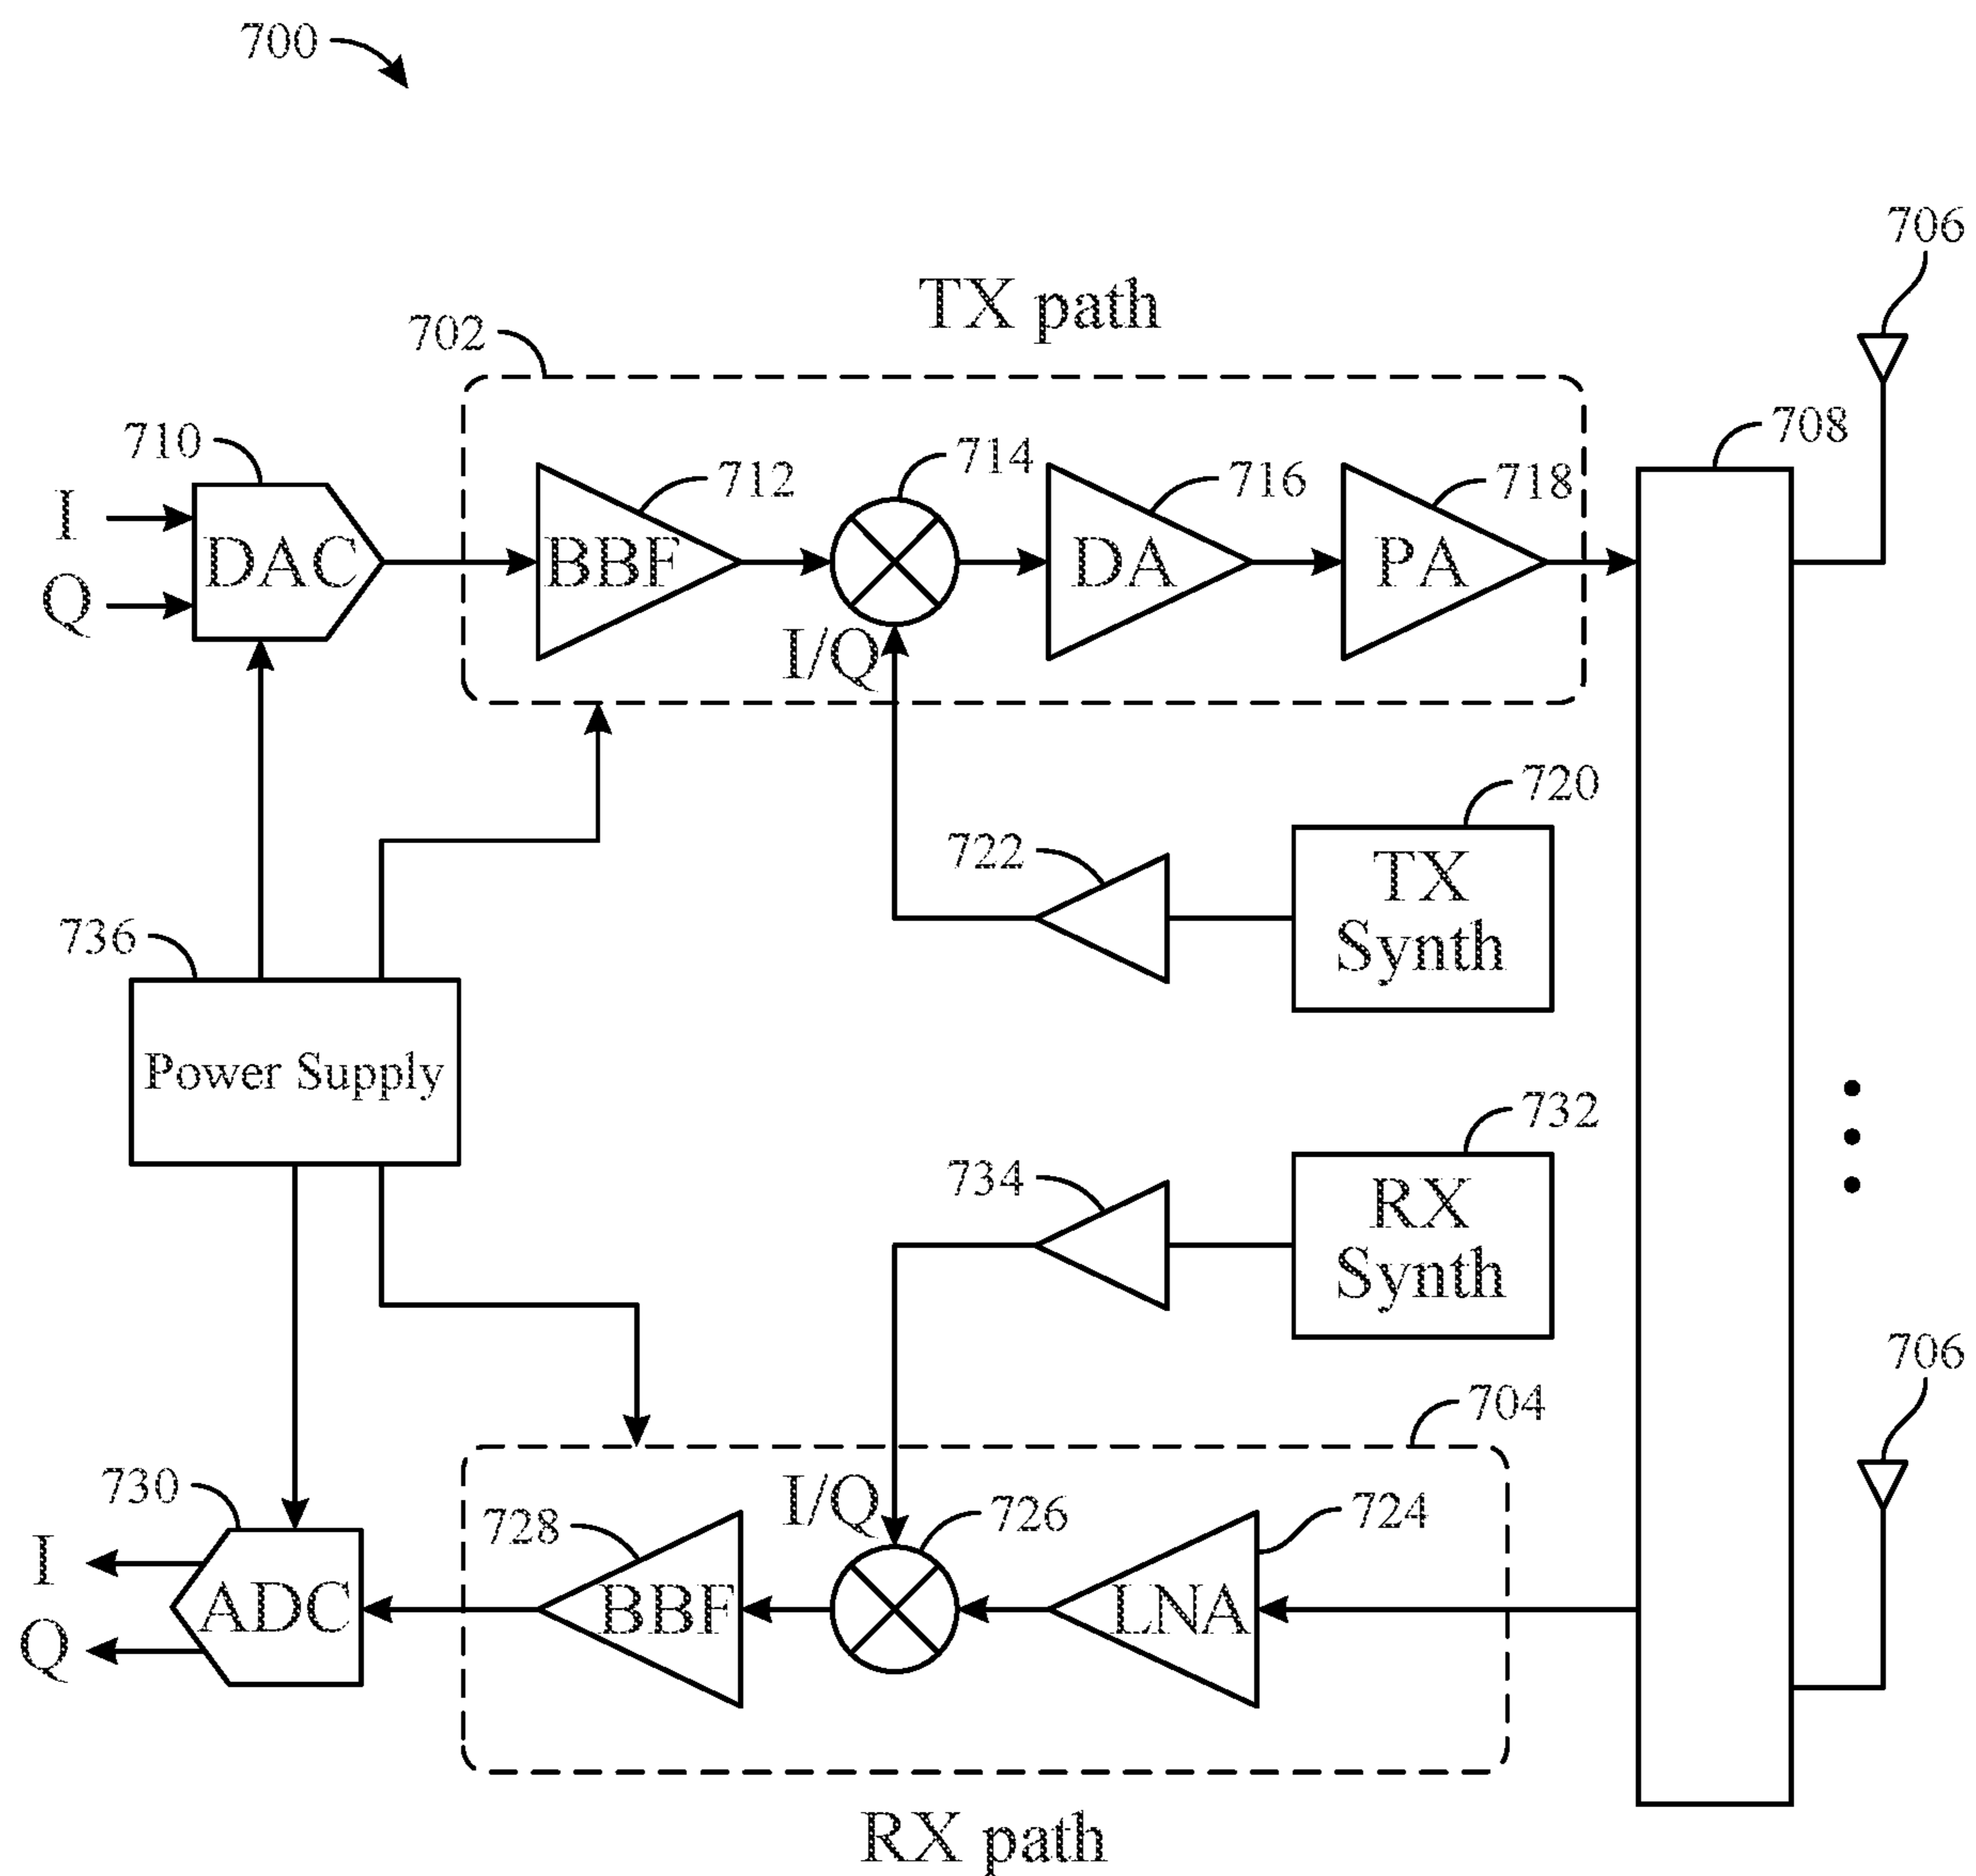 700
706
TX path
702
708
710
712
714
716
718
I
Q
DAC
BBF
DA
PA
I/Q
720
722
TX
Synth
736
Power Supply
732
734
RX
Synth
706
704
730
728
I/Q
726
724
I
Q
ADC
BBF
LNA
RX path